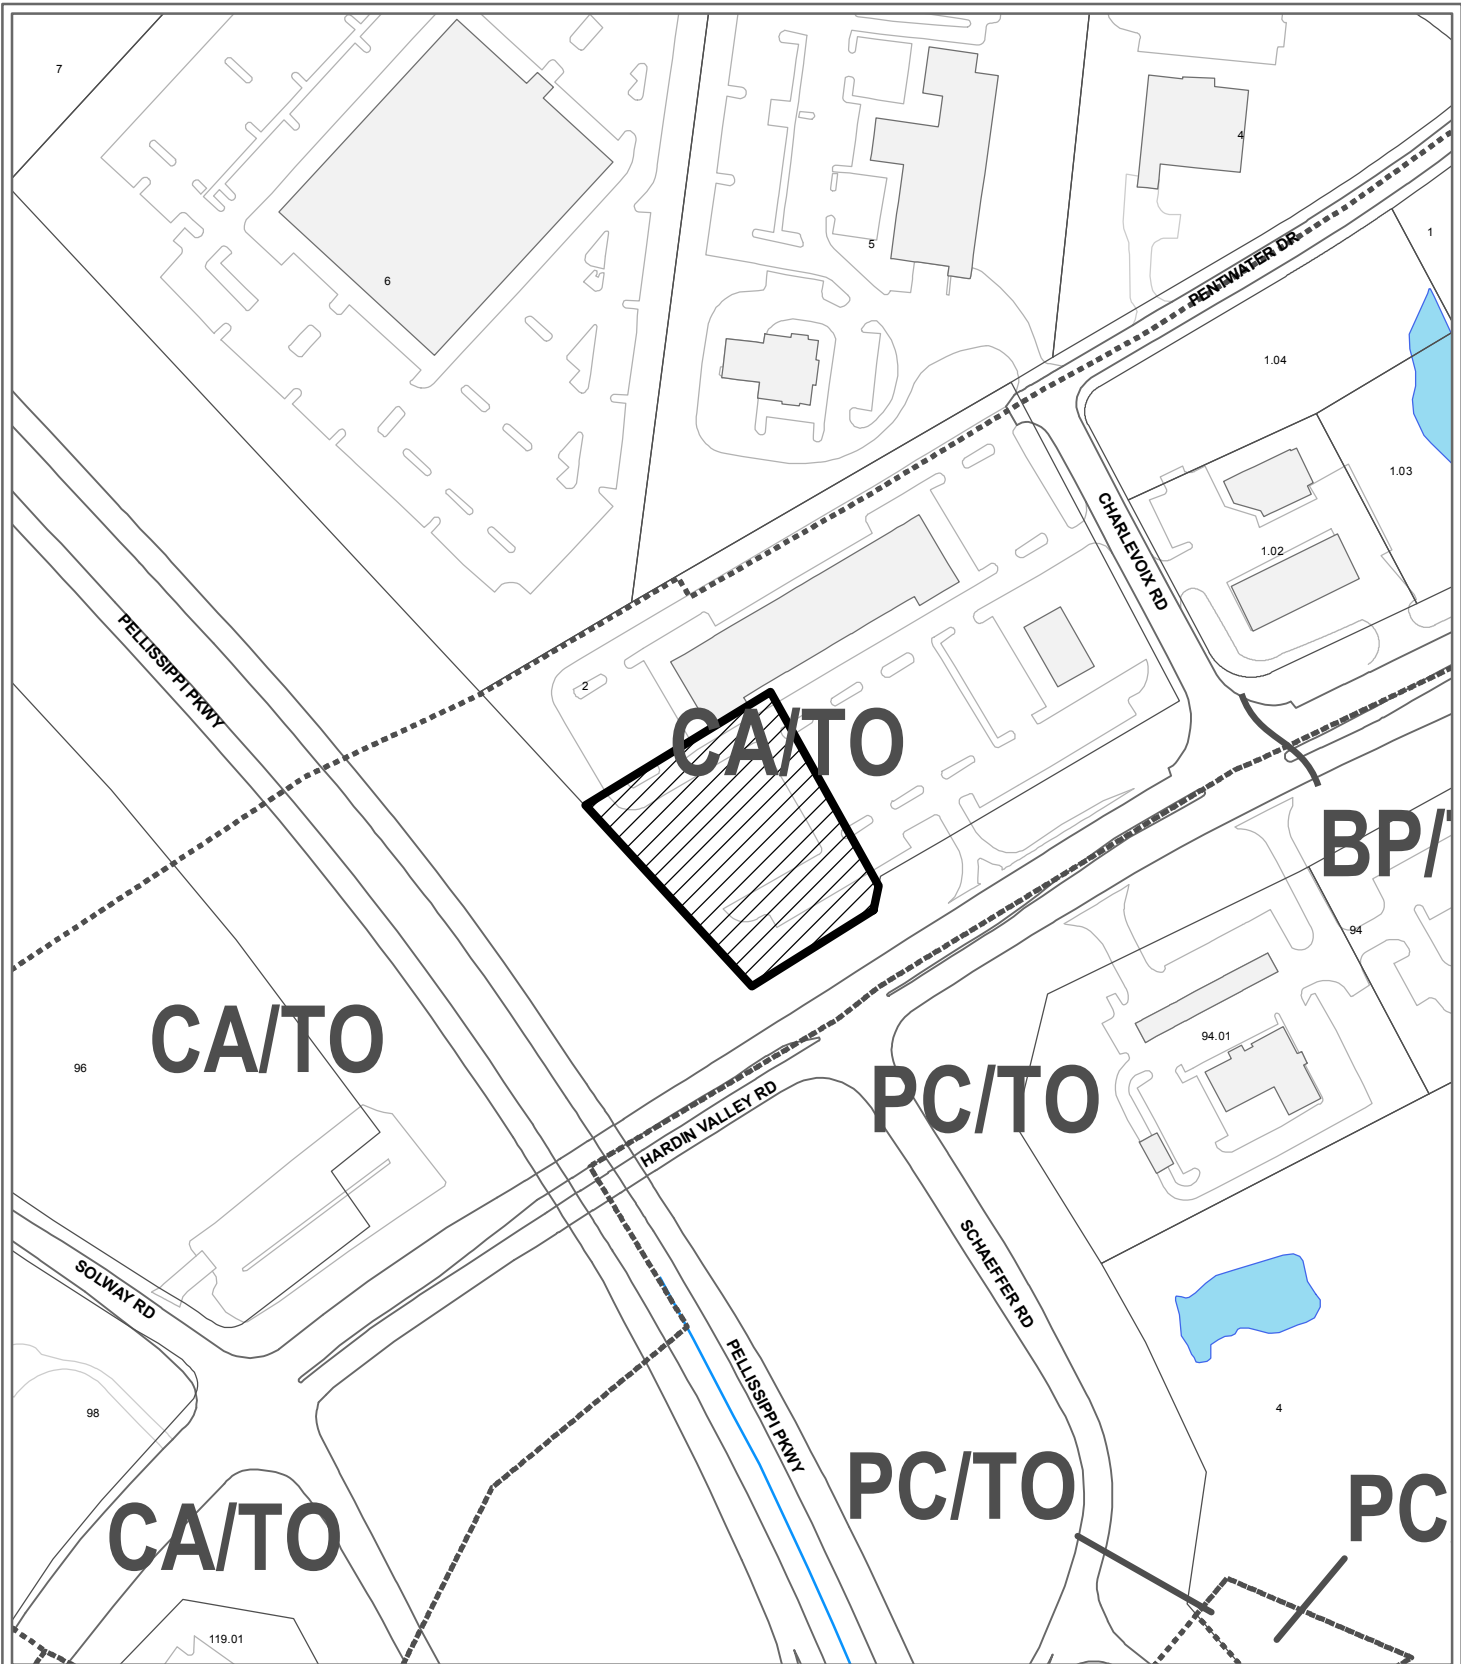 7
4
5
1
6
PENTWATER DR
1.04
1.03
CHARLEVOIX RD
1.02
PELLISSIPPI PKWY
2
CA/TO
BP/
94
CA/TO
94.01
96
PC/TO
HARDIN VALLEY RD
SCHAEFFER RD
SOLWAY RD
PELLISSIPPI PKWY
98
4
PC/TO
PC
CA/TO
119.01